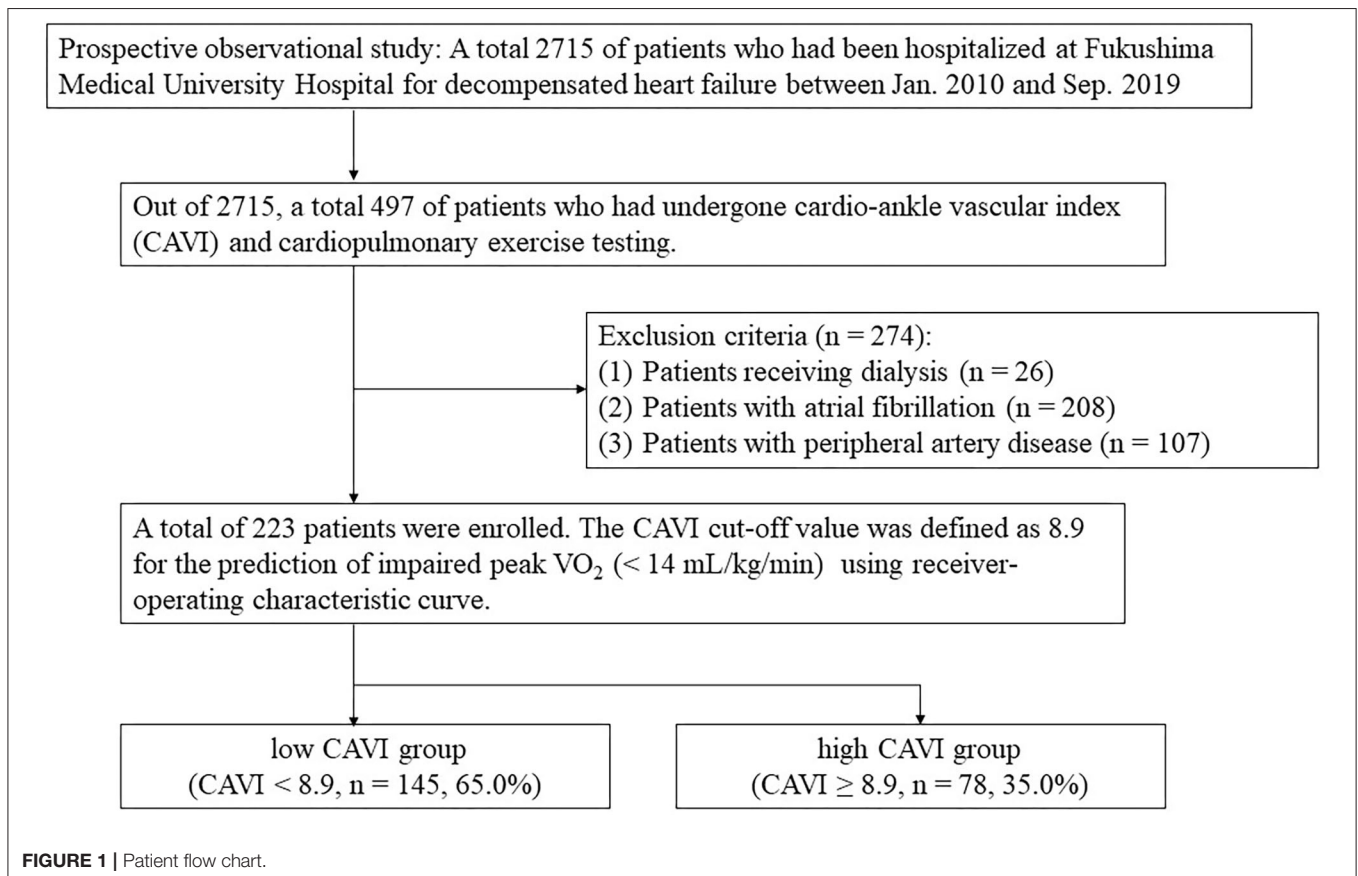 Prospective observational study: A total 2715 of patients who had been hospitalized at Fukushima
Medical University Hospital for decompensated heart failure between Jan. 2010 and Sep. 2019
Out of 2715, a total 497 of patients who had undergone cardio-ankle vascular index
(CAVI) and cardiopulmonary exercise testing.
Exclusion criteria (n = 274):
(1) Patients receiving dialysis (n = 26)
(2) Patients with atrial fibrillation (n = 208)
(3) Patients with peripheral artery disease (n = 107)
A total of 223 patients were enrolled. The CAVI cut-off value was defined as 8.9
for the prediction of impaired peak VO₂ (< 14 mL/kg/min) using receiver-
operating characteristic curve.
low CAVI group
(CAVI < 8.9, n = 145, 65.0%)
high CAVI group
(CAVI ≥ 8.9, n = 78, 35.0%)
FIGURE 1 | Patient flow chart.